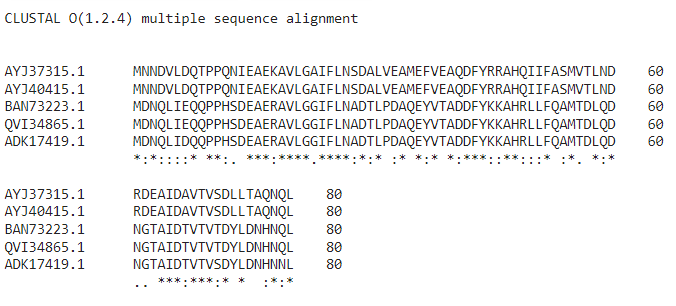 CLUSTAL O(1.2.4) multiple sequence alignment
AYJ37315.1 MNNDVLDQTPPQNIEAEKAVLGAIFLNSDALVEAMEFVEAQDFYRRAHQIIFASMVTLND 60
AYJ40415.1 MNNDVLDQTPPQNIEAEKAVLGAIFLNSDALVEAMEFVEAQDFYRRAHQIIFASMVTLND 60
BAN73223.1 MDNQLIEQQPPHSDEAERAVLGGIFLNADTLPDAQEYVTADDFYKKAHRLLFQAMTDLQD 60
QVI34865.1 MDNQLIEQQPPHSDEAERAVLGGIFLNADTLPDAQEYVTADDFYKKAHRLLFQAMTDLQD 60
ADK17419.1 MDNQLIDQQPPHSDEAERAVLGGIFLNADTLPDAQEYVTADDFYKKAHRLLFQAMTDLQD 60
*:*::::* **:. ***:****.****:*:* :* *:* *:***::**:::* :*. *:*
AYJ37315.1 RDEAIDAVTVSDLLTAQNQL 80
AYJ40415.1 RDEAIDAVTVSDLLTAQNQL 80
BAN73223.1 NGTAIDTVTVTDYLDNHNQL 80
QVI34865.1 NGTAIDTVTVTDYLDNHNQL 80
ADK17419.1 NGTAIDTVTVSDYLDNHNNL 80
.. ***:***:* *  :*:*